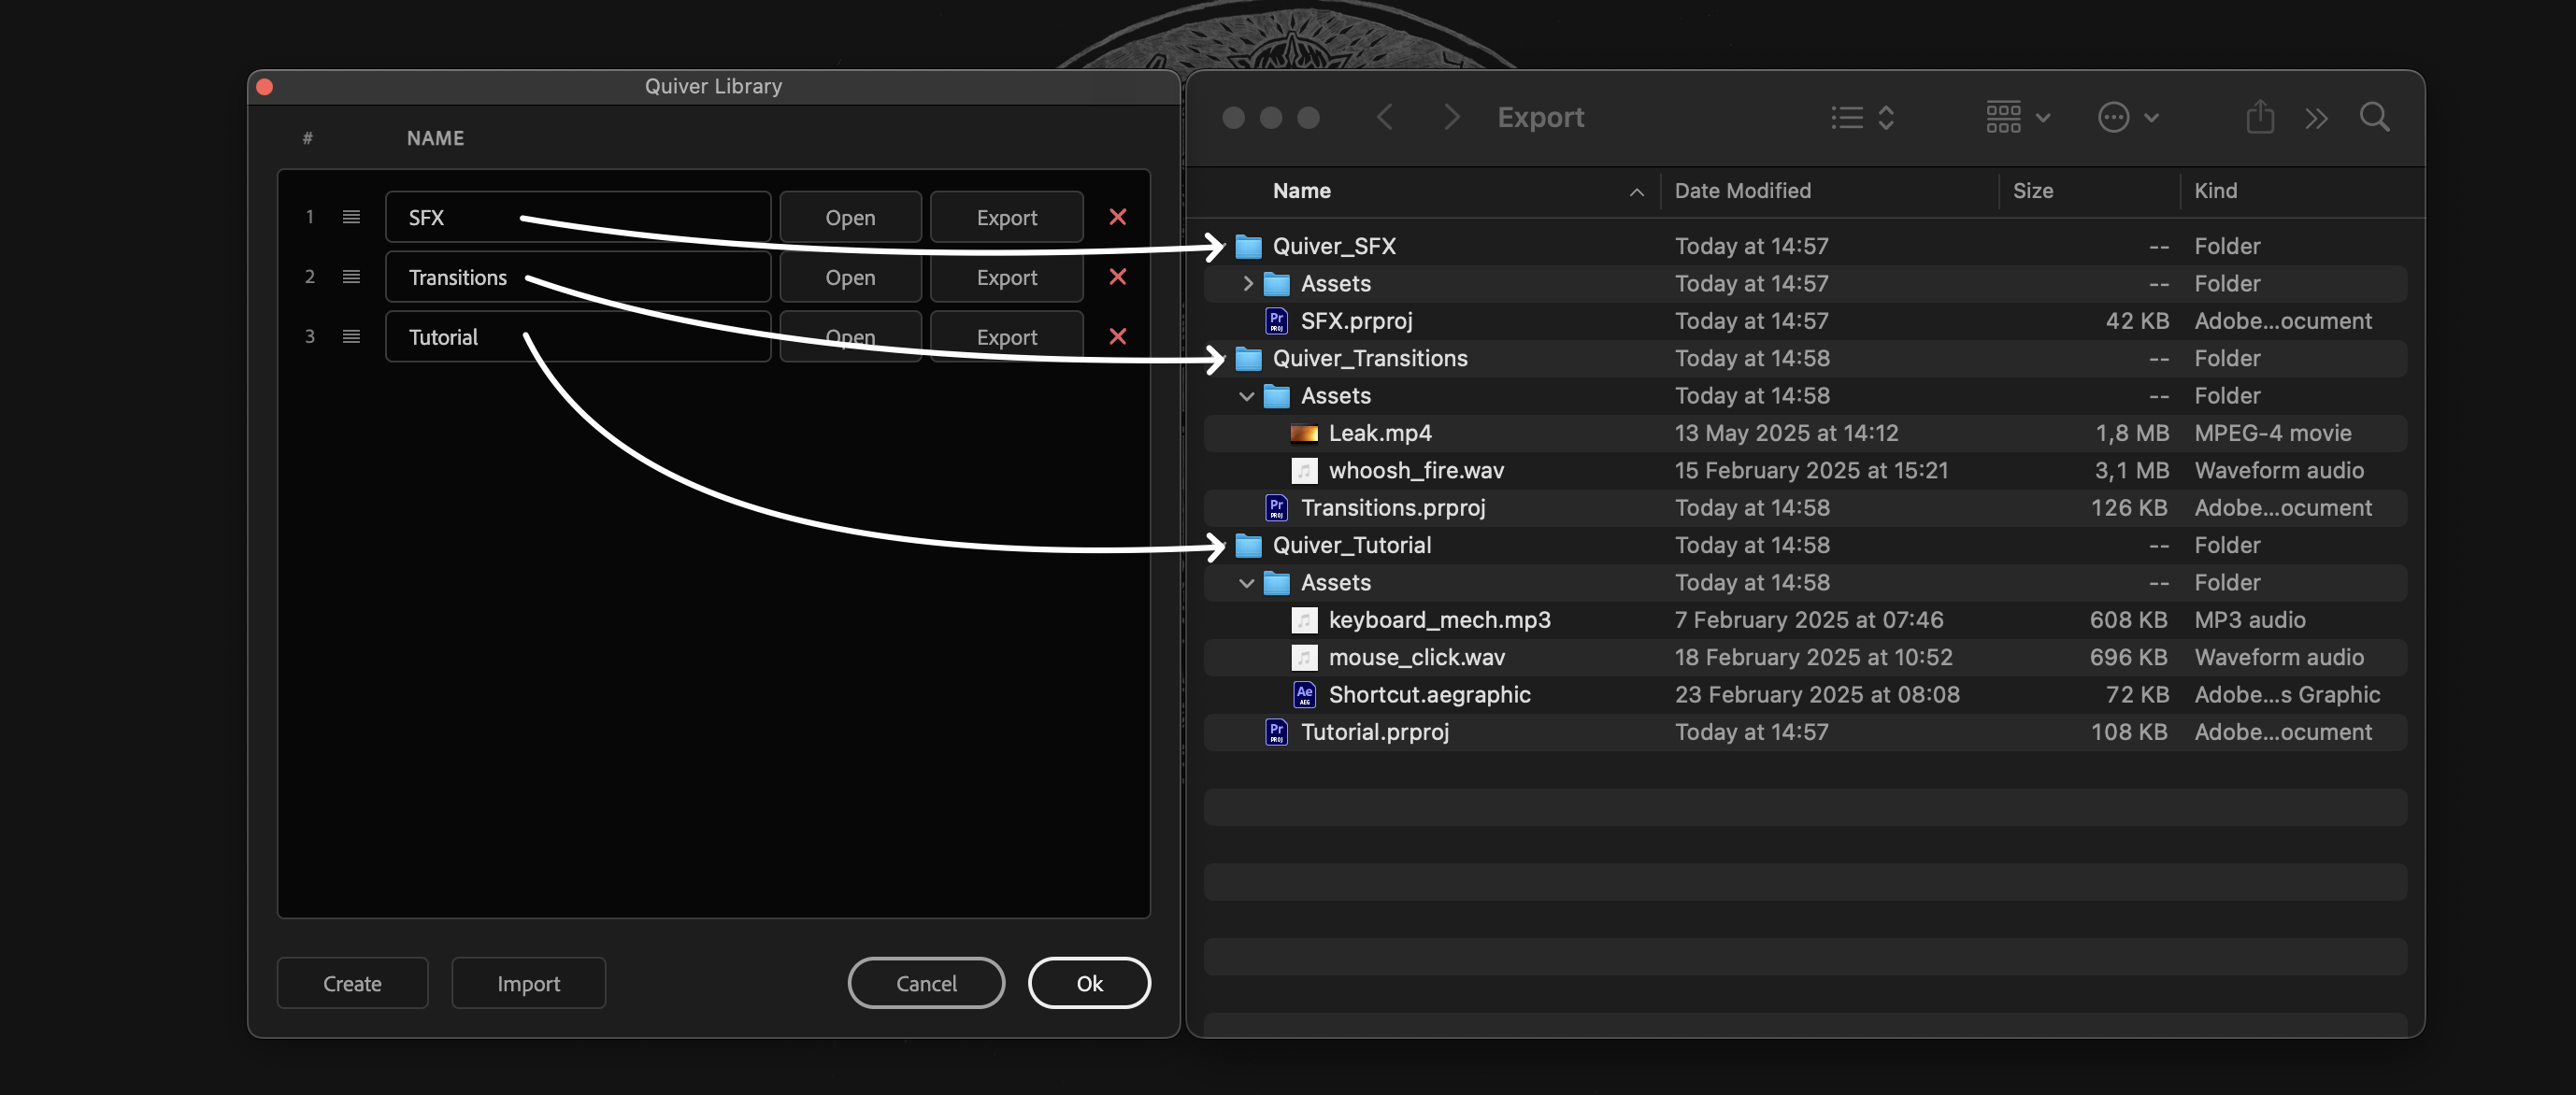 Quiver Library
# NAME
1 SFX Open Export
2 Transitions Open Export
3 Tutorial Open Export
Create Import Cancel Ok
Export
Name Date Modified Size Kind
Quiver_SFX Today at 14:57 -- Folder
Assets Today at 14:57 -- Folder
Pr PROJ SFX.prproj Today at 14:57 42 KB Adobe...ocument
Quiver_Transitions Today at 14:58 -- Folder
Assets Today at 14:58 -- Folder
Leak.mp4 13 May 2025 at 14:12 1,8 MB MPEG-4 movie
whoosh_fire.wav 15 February 2025 at 15:21 3,1 MB Waveform audio
Pr PROJ Transitions.prproj Today at 14:58 126 KB Adobe...ocument
Quiver_Tutorial Today at 14:58 -- Folder
Assets Today at 14:58 -- Folder
keyboard_mech.mp3 7 February 2025 at 07:46 608 KB MP3 audio
mouse_click.wav 18 February 2025 at 10:52 696 KB Waveform audio
Ae AEG Shortcut.aegraphic 23 February 2025 at 08:08 72 KB Adobe...s Graphic
Pr PROJ Tutorial.prproj Today at 14:57 108 KB Adobe...ocument